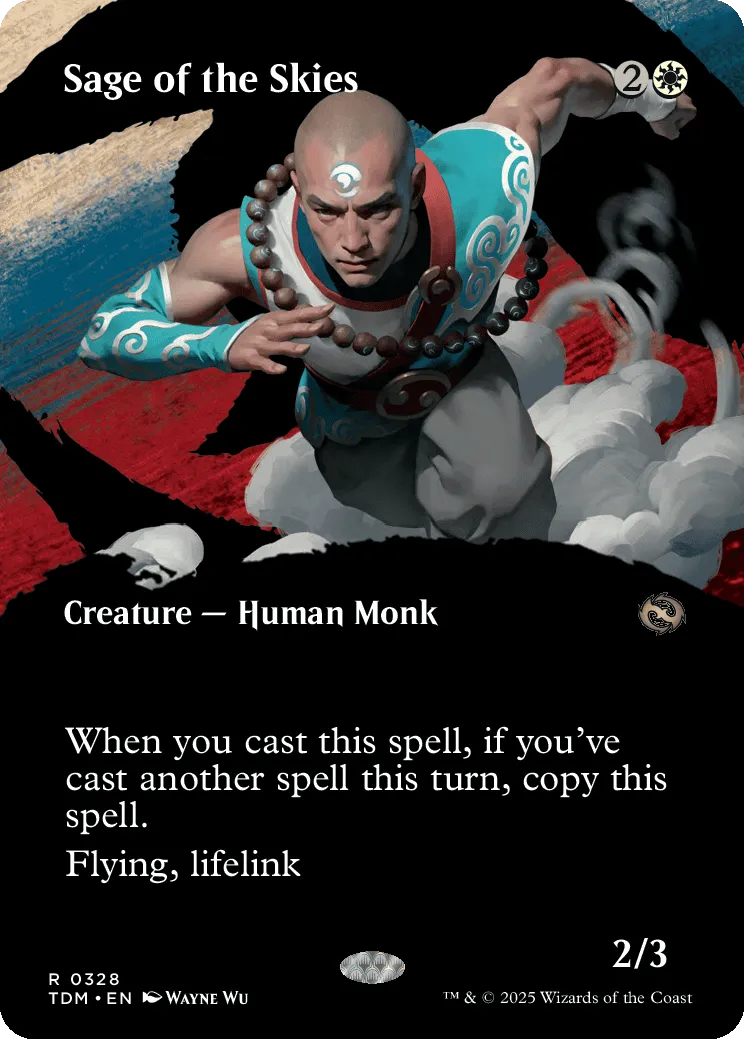 Sage of the Skies 2
Creature — Human Monk
When you cast this spell, if you’ve
cast another spell this turn, copy this
spell.
Flying, lifelink
2/3
R 0328
TDM • EN Wayne Wu
™ & © 2025 Wizards of the Coast